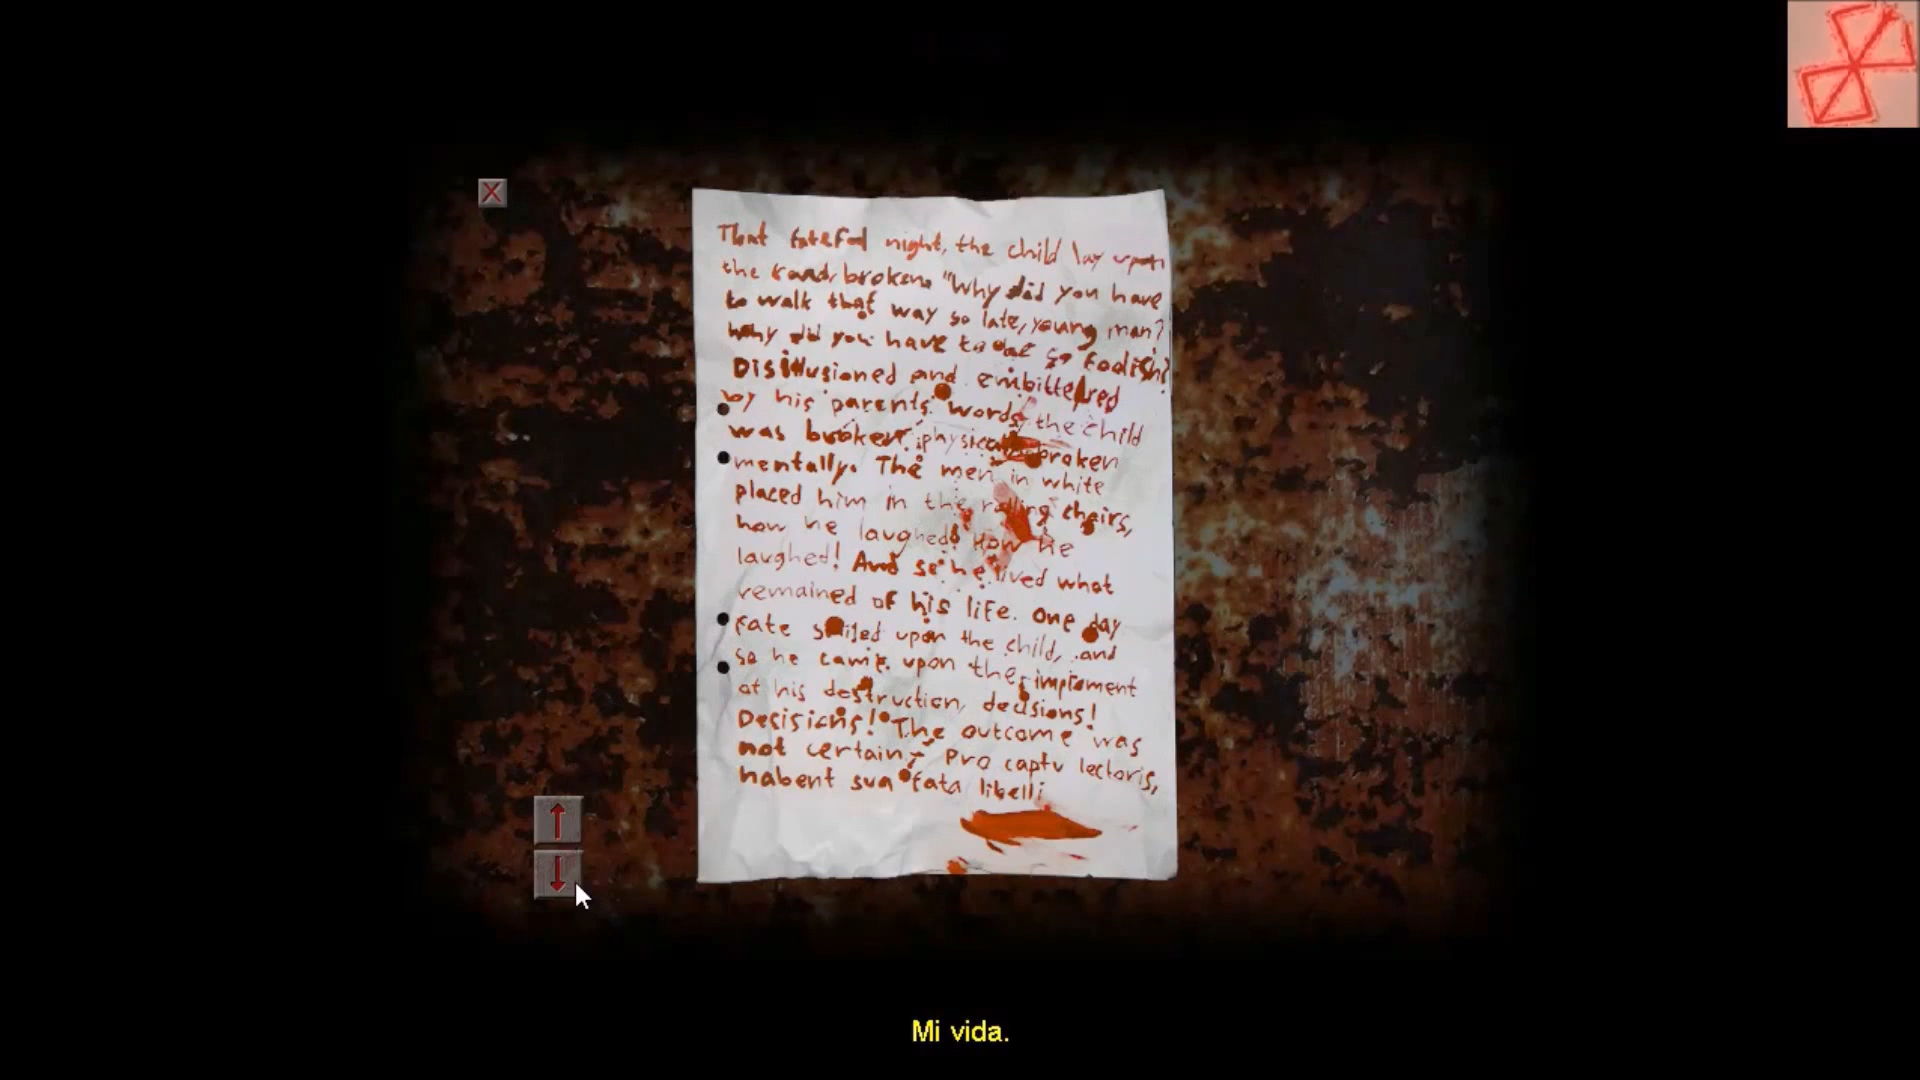 That fateful night, the child lay upon
the road, broken. "Why did you have
to walk that way so late, young man?
Why did you have to be so foolish?
Disillusioned and embittered
by his parents words, the child
was broken, physically broken
mentally. The men in white
placed him in the rolling chairs,
how he laughed! How he
laughed! And so he lived what
remained of his life. One day
fate smiled upon the child, and
so he came upon the implement
of his destruction, decisions!
Desisions! The outcome was
not certain, Pro captu lectoris,
habent sua fata libelli
Mi vida.